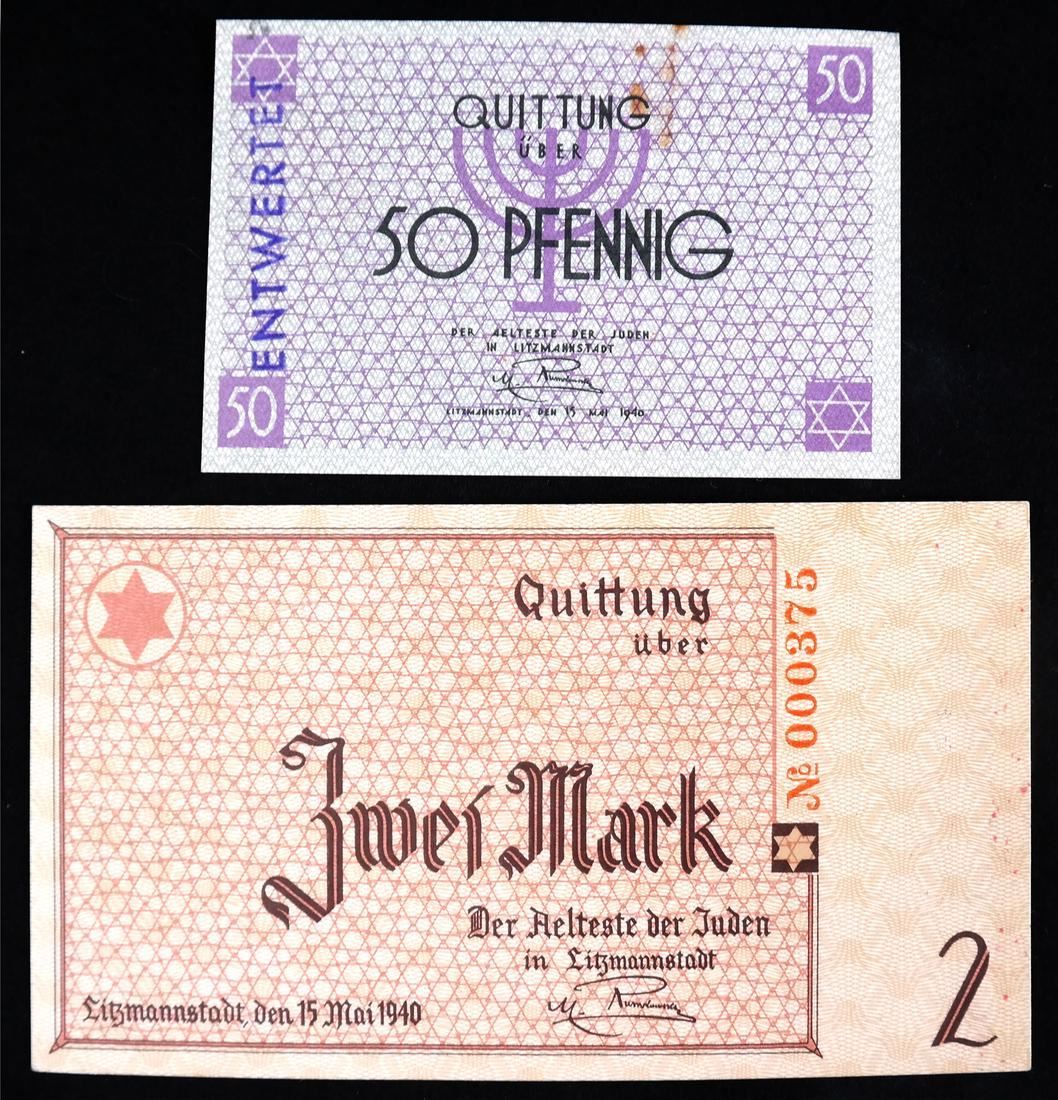 50
QUITTUNG
ÜBER
50 PFENNIG
DER AELTESTE DER JUDEN
IN LITZMANNSTADT
LITZMANNSTADT, DEN 15 MAI 1940
50
ENTWERTET
Quittung
über
Zwei Mark
Der Aelteste der Juden
in Litzmannstadt
Litzmannstadt, den 15 Mai 1940
№ 000375
2